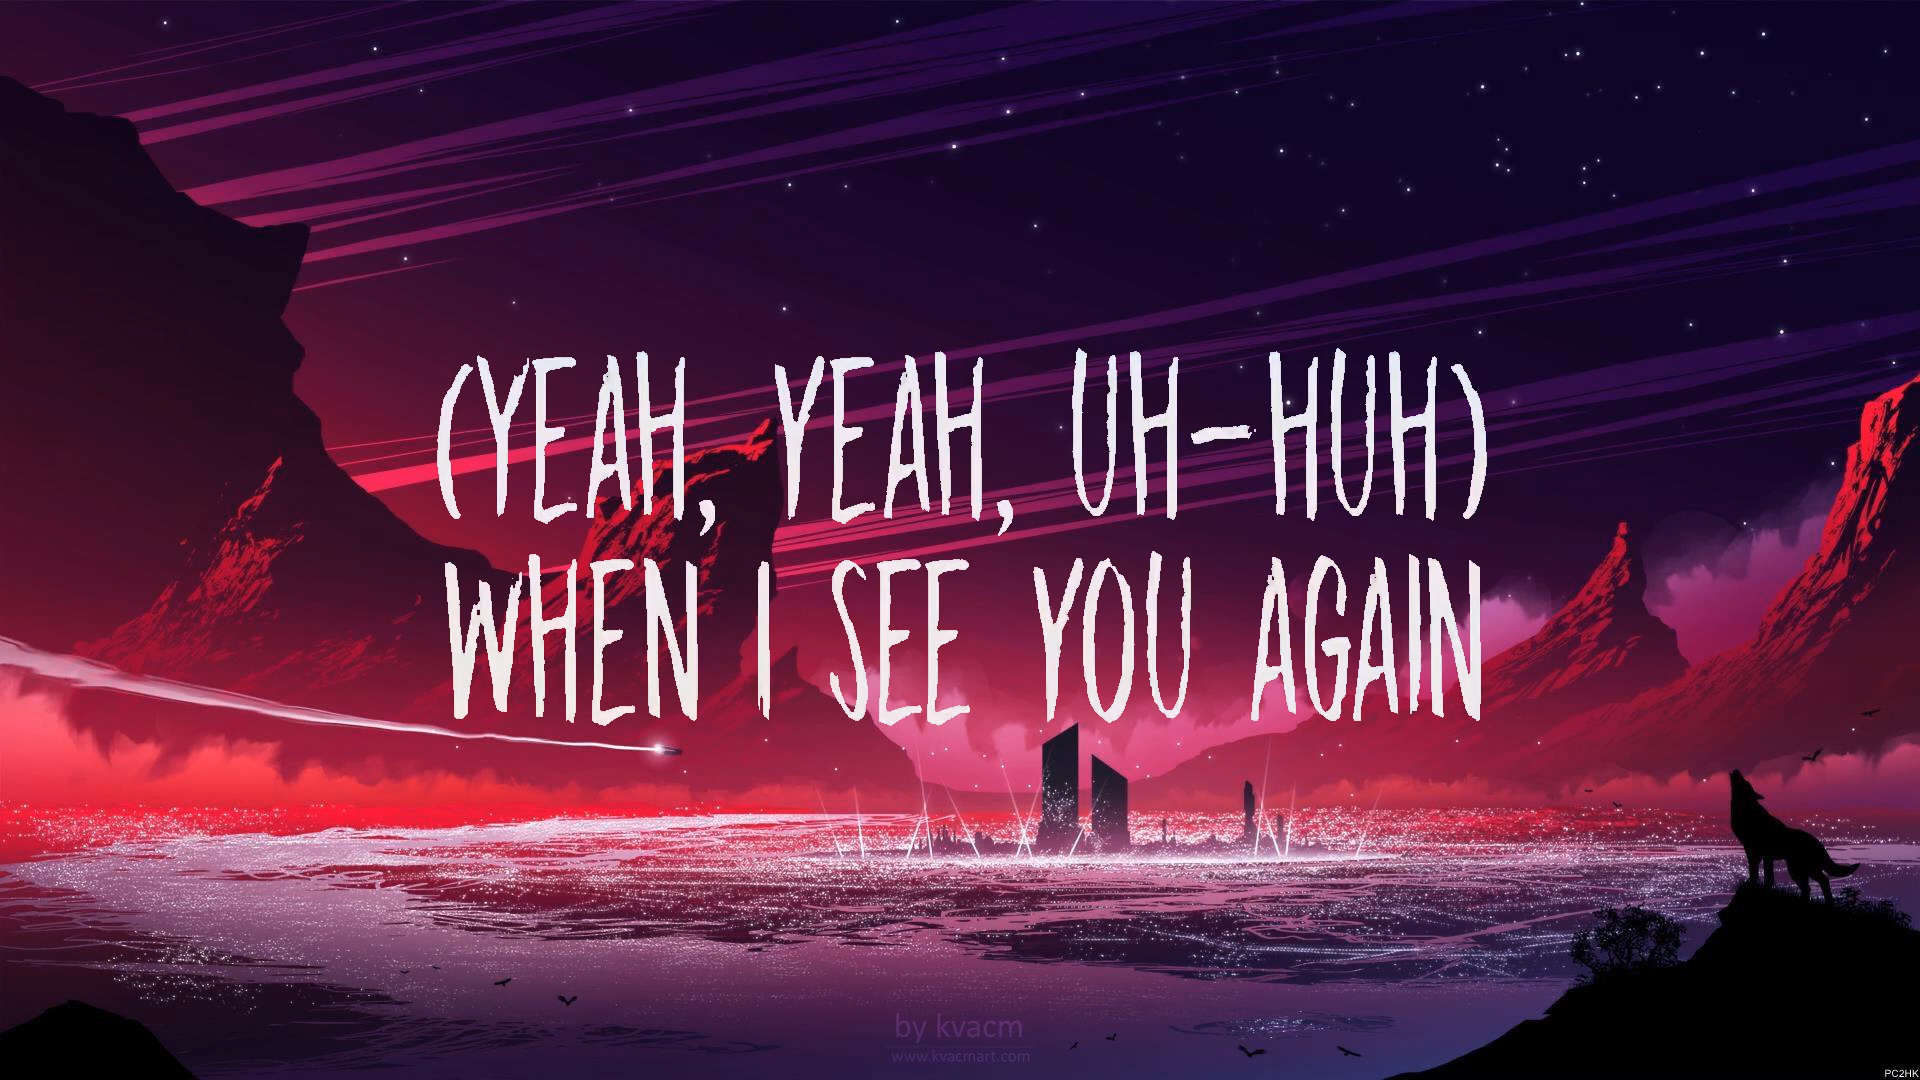 (YEAH, YEAH, UH-HUH)
WHEN I SEE YOU AGAIN
by kvacm
www.kvacmart.com
PC2HK